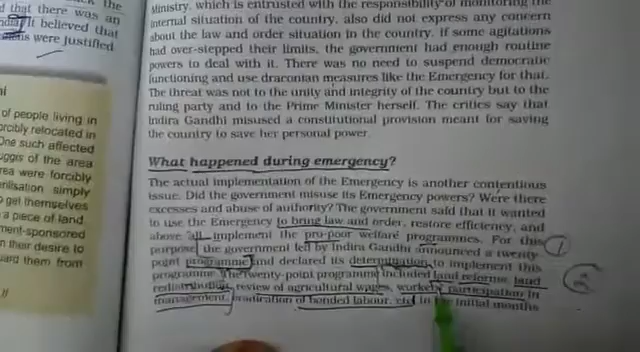 the
d that there was an
It believed that
were justified
of people living in
orcibly relocated in
One such affected
uggis of the area
rea were forcibly
enlisation simply
get themselves
a piece of land
ment-sponsored
n their desire to
uard them from
Ministry, which is entrusted with the responsibility of monitoring the
internal situation of the country, also did not express any concern
about the law and order situation in the country. If some agitations
had over-stepped their limits, the government had enough routine
powers to deal with it. There was no need to suspend democratic
functioning and use draconian measures like the Emergency for that.
The threat was not to the unity and integrity of the country but to the
ruling party and to the Prime Minister herself. The critics say that
Indira Gandhi misused a constitutional provision meant for saving
the country to save her personal power.
What happened during emergency?
The actual implementation of the Emergency is another contentious
issue. Did the government misuse its Emergency powers? Were there
excesses and abuse of authority? The government said that it wanted
to use the Emergency to bring law and order, restore efficiency, and
above all, implement the pro-poor welfare programmes. For this
purpose, the government led by Indira Gandhi announced a twenty-
point programme and declared its determination to implement this
programme. The twenty-point programme included land reforms, land
redistribution, review of agricultural wages, workers' participation in
management, eradication of bonded labour, etc. in the initial months
1
2